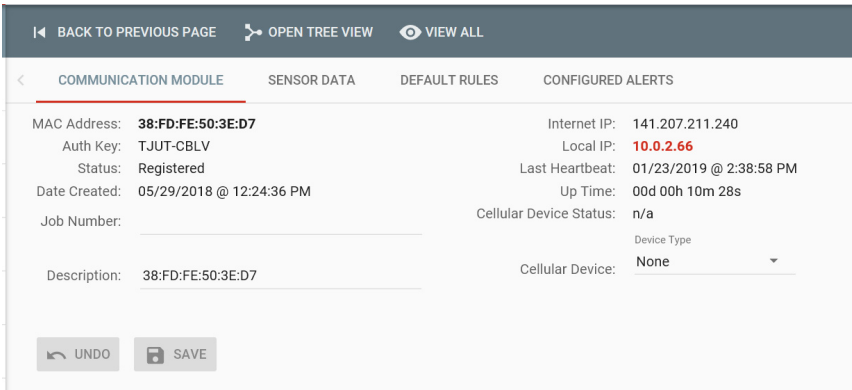 BACK TO PREVIOUS PAGE OPEN TREE VIEW VIEW ALL
COMMUNICATION MODULE SENSOR DATA DEFAULT RULES CONFIGURED ALERTS
MAC Address: 38:FD:FE:50:3E:D7
Auth Key: TJUT-CBLV
Status: Registered
Date Created: 05/29/2018 @ 12:24:36 PM
Job Number:
Description: 38:FD:FE:50:3E:D7
Internet IP: 141.207.211.240
Local IP: 10.0.2.66
Last Heartbeat: 01/23/2019 @ 2:38:58 PM
Up Time: 00d 00h 10m 28s
Cellular Device Status: n/a
Device Type
Cellular Device: None
UNDO SAVE